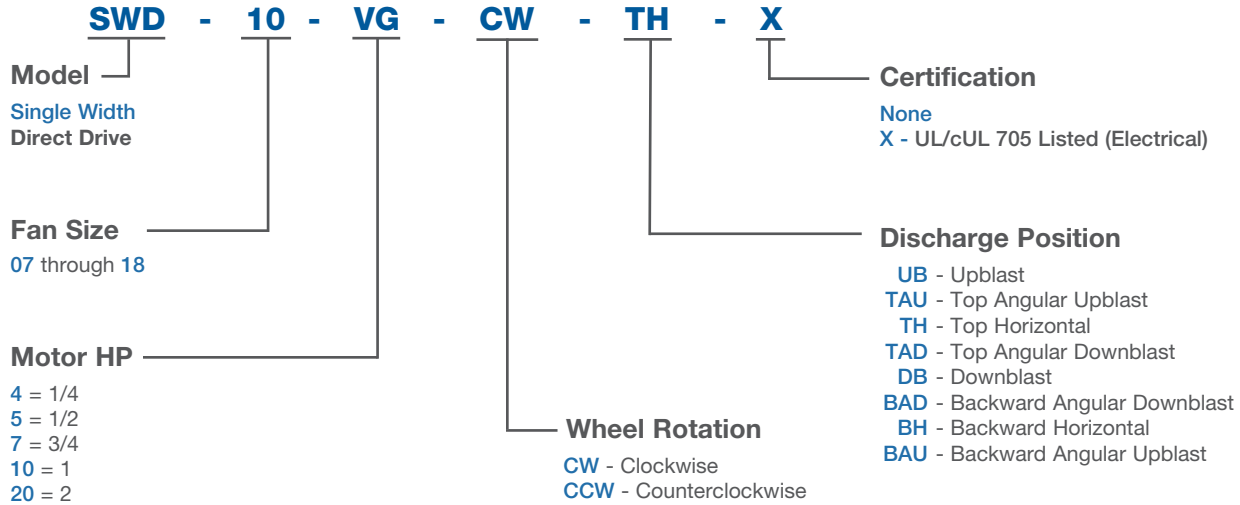 SWD - 10 - VG - CW - TH - X
Model
Single Width
Direct Drive
Fan Size
07 through 18
Motor HP
4 = 1/4
5 = 1/2
7 = 3/4
10 = 1
20 = 2
Wheel Rotation
CW - Clockwise
CCW - Counterclockwise
Certification
None
X - UL/cUL 705 Listed (Electrical)
Discharge Position
UB - Upblast
TAU - Top Angular Upblast
TH - Top Horizontal
TAD - Top Angular Downblast
DB - Downblast
BAD - Backward Angular Downblast
BH - Backward Horizontal
BAU - Backward Angular Upblast